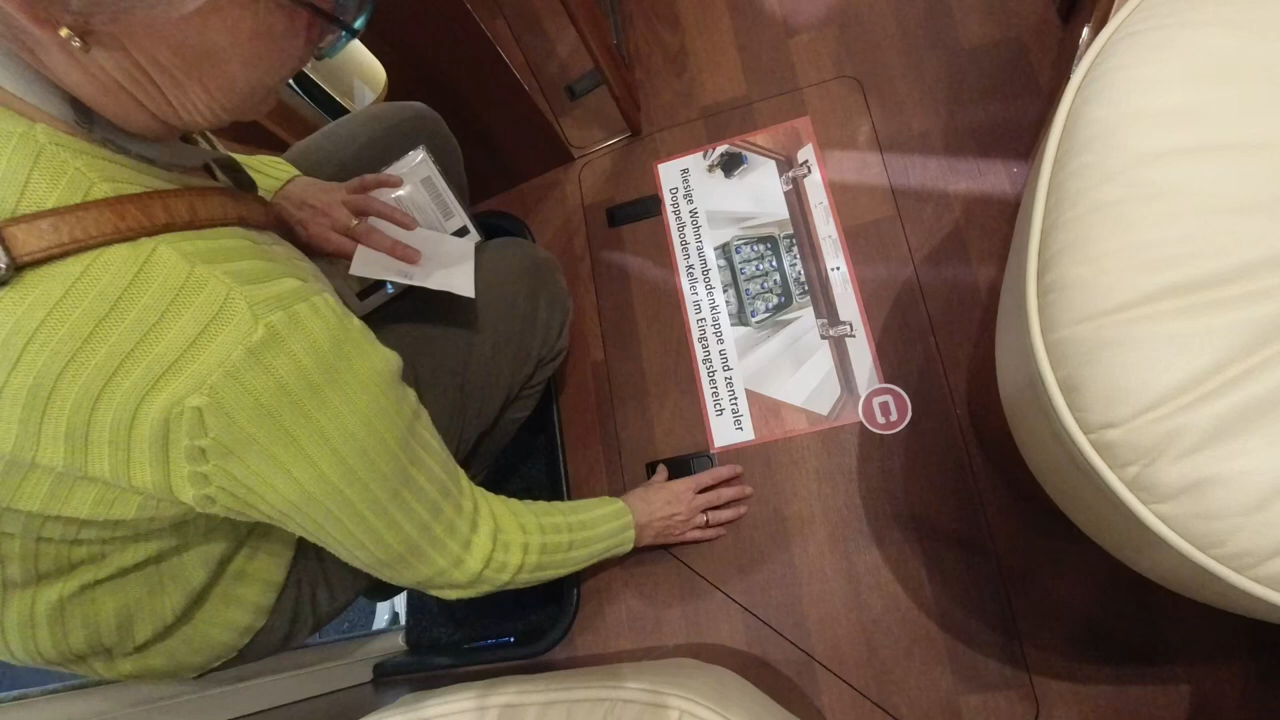 Riesige Wohnraumbodenklappe und zentraler
Doppelboden-Keller im Eingangsbereich
C